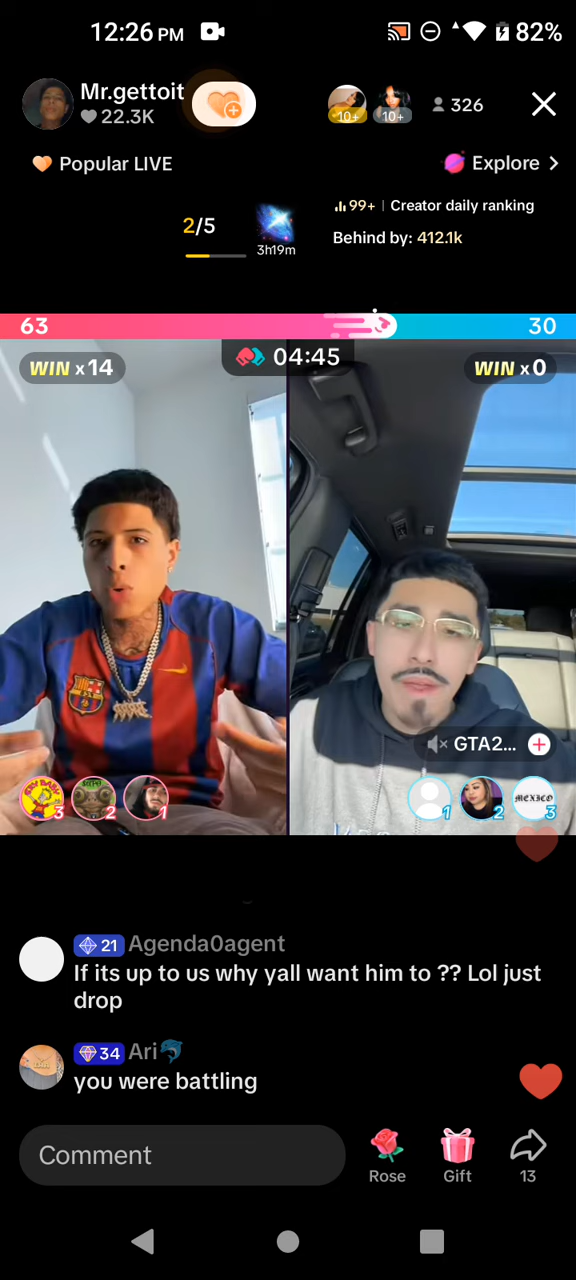 12:26 PM
82%
Mr.gettoit
22.3K
10+
10+
326
Popular LIVE
Explore >
2/5
3h19m
99+ | Creator daily ranking
Behind by: 412.1k
63
30
WIN x 14
04:45
WIN x 0
GTA2...
3
2
1
1
2
MEXICO
3
21 Agenda0agent
If its up to us why yall want him to ?? Lol just
drop
34 Ari🐬
you were battling
Comment
Rose
Gift
13